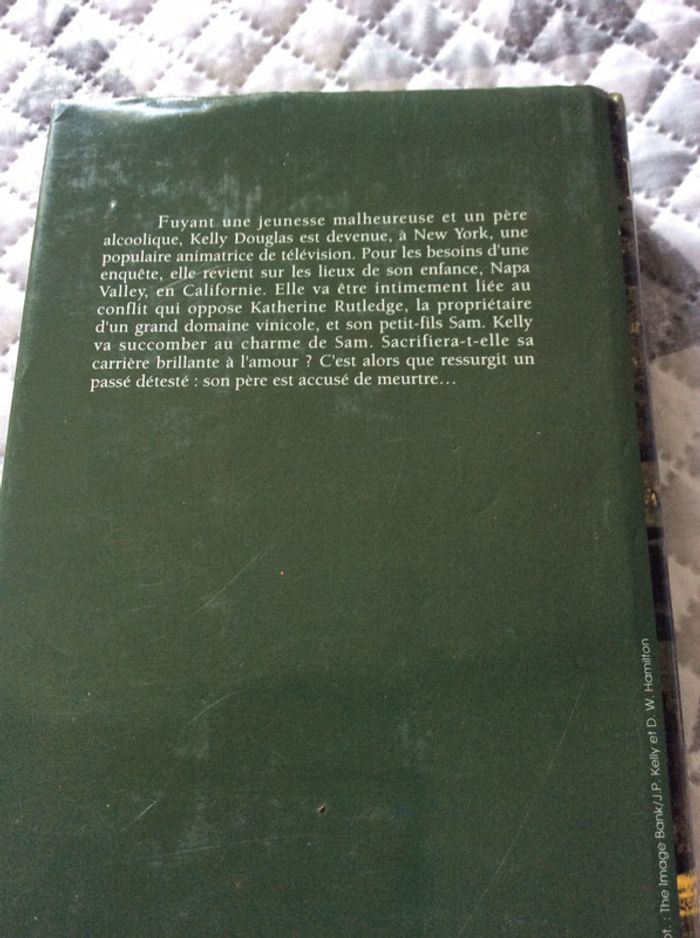 Fuyant une jeunesse malheureuse et un père
alcoolique, Kelly Douglas est devenue, à New York, une
populaire animatrice de télévision. Pour les besoins d'une
enquête, elle revient sur les lieux de son enfance, Napa
Valley, en Californie. Elle va être intimement liée au
conflit qui oppose Katherine Rutledge, la propriétaire
d'un grand domaine vinicole, et son petit-fils Sam. Kelly
va succomber au charme de Sam. Sacrifiera-t-elle sa
carrière brillante à l'amour ? C'est alors que ressurgit un
passé détesté : son père est accusé de meurtre...
: The Image Bank/J.P. Kelly et D. W. Hamilton